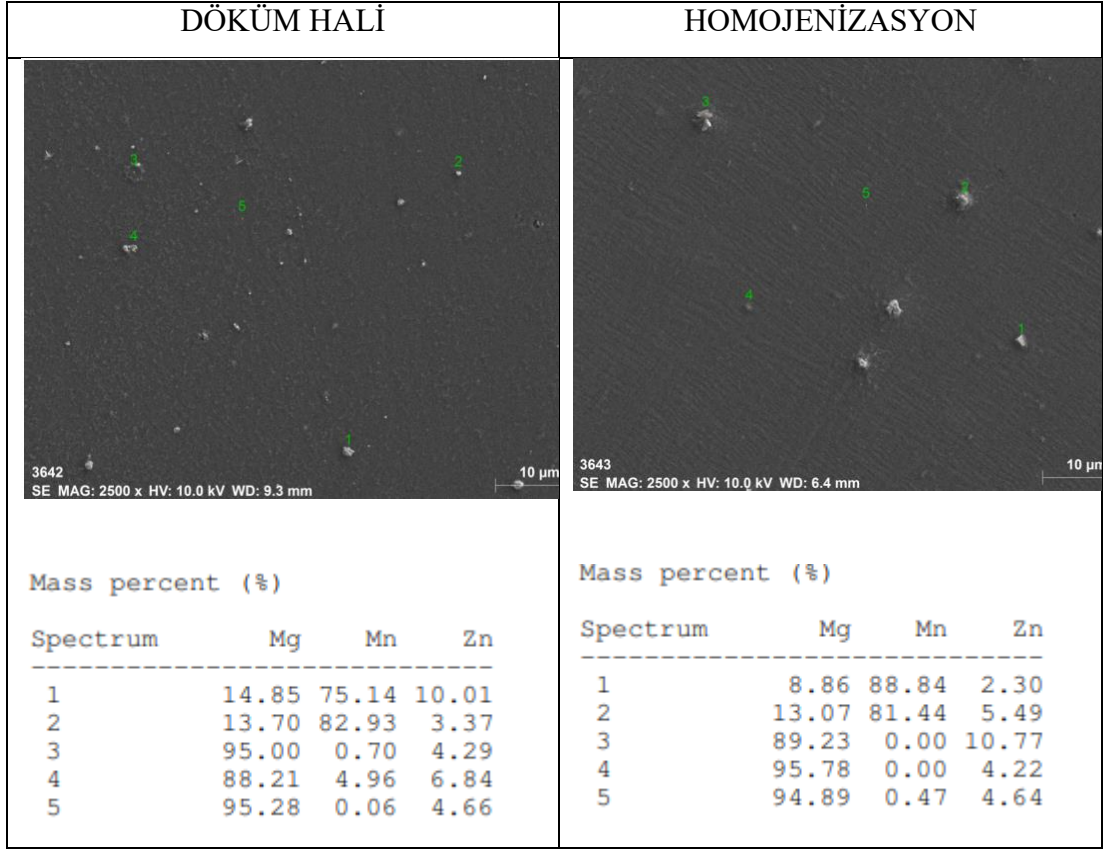 DÖKÜM HALİ
HOMOJENİZASYON
3
2
5
4
1
3642
10 µm
SE MAG: 2500 x HV: 10.0 kV WD: 9.3 mm
3
2
5
4
1
3643
10 µm
SE MAG: 2500 x HV: 10.0 kV WD: 6.4 mm
Mass percent (%)
Spectrum Mg Mn Zn
-------------------------------
1 14.85 75.14 10.01
2 13.70 82.93 3.37
3 95.00 0.70 4.29
4 88.21 4.96 6.84
5 95.28 0.06 4.66
Mass percent (%)
Spectrum Mg Mn Zn
-------------------------------
1 8.86 88.84 2.30
2 13.07 81.44 5.49
3 89.23 0.00 10.77
4 95.78 0.00 4.22
5 94.89 0.47 4.64